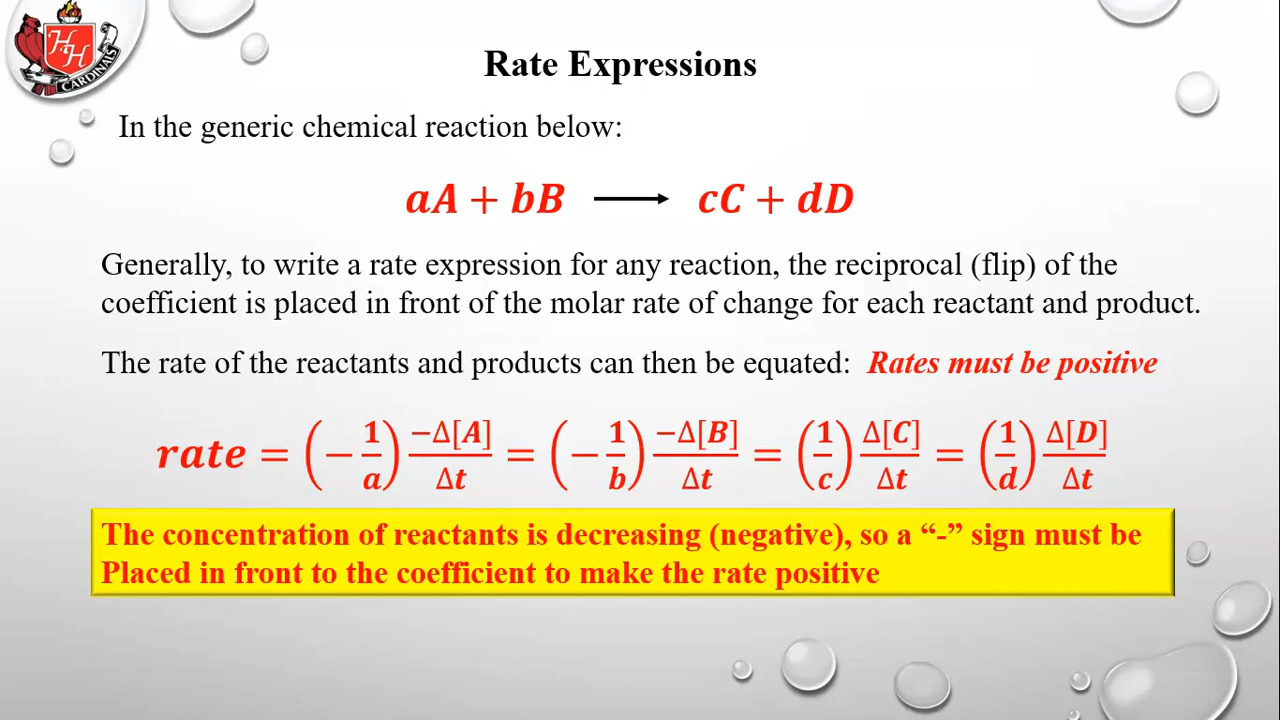 HH
CARDINALS
Rate Expressions
In the generic chemical reaction below:
aA + bB ⟶ cC + dD
Generally, to write a rate expression for any reaction, the reciprocal (flip) of the
coefficient is placed in front of the molar rate of change for each reactant and product.
The rate of the reactants and products can then be equated: Rates must be positive
rate = (−1/a) −Δ[A]/Δt = (−1/b) −Δ[B]/Δt = (1/c) Δ[C]/Δt = (1/d) Δ[D]/Δt
The concentration of reactants is decreasing (negative), so a “-” sign must be
Placed in front to the coefficient to make the rate positive